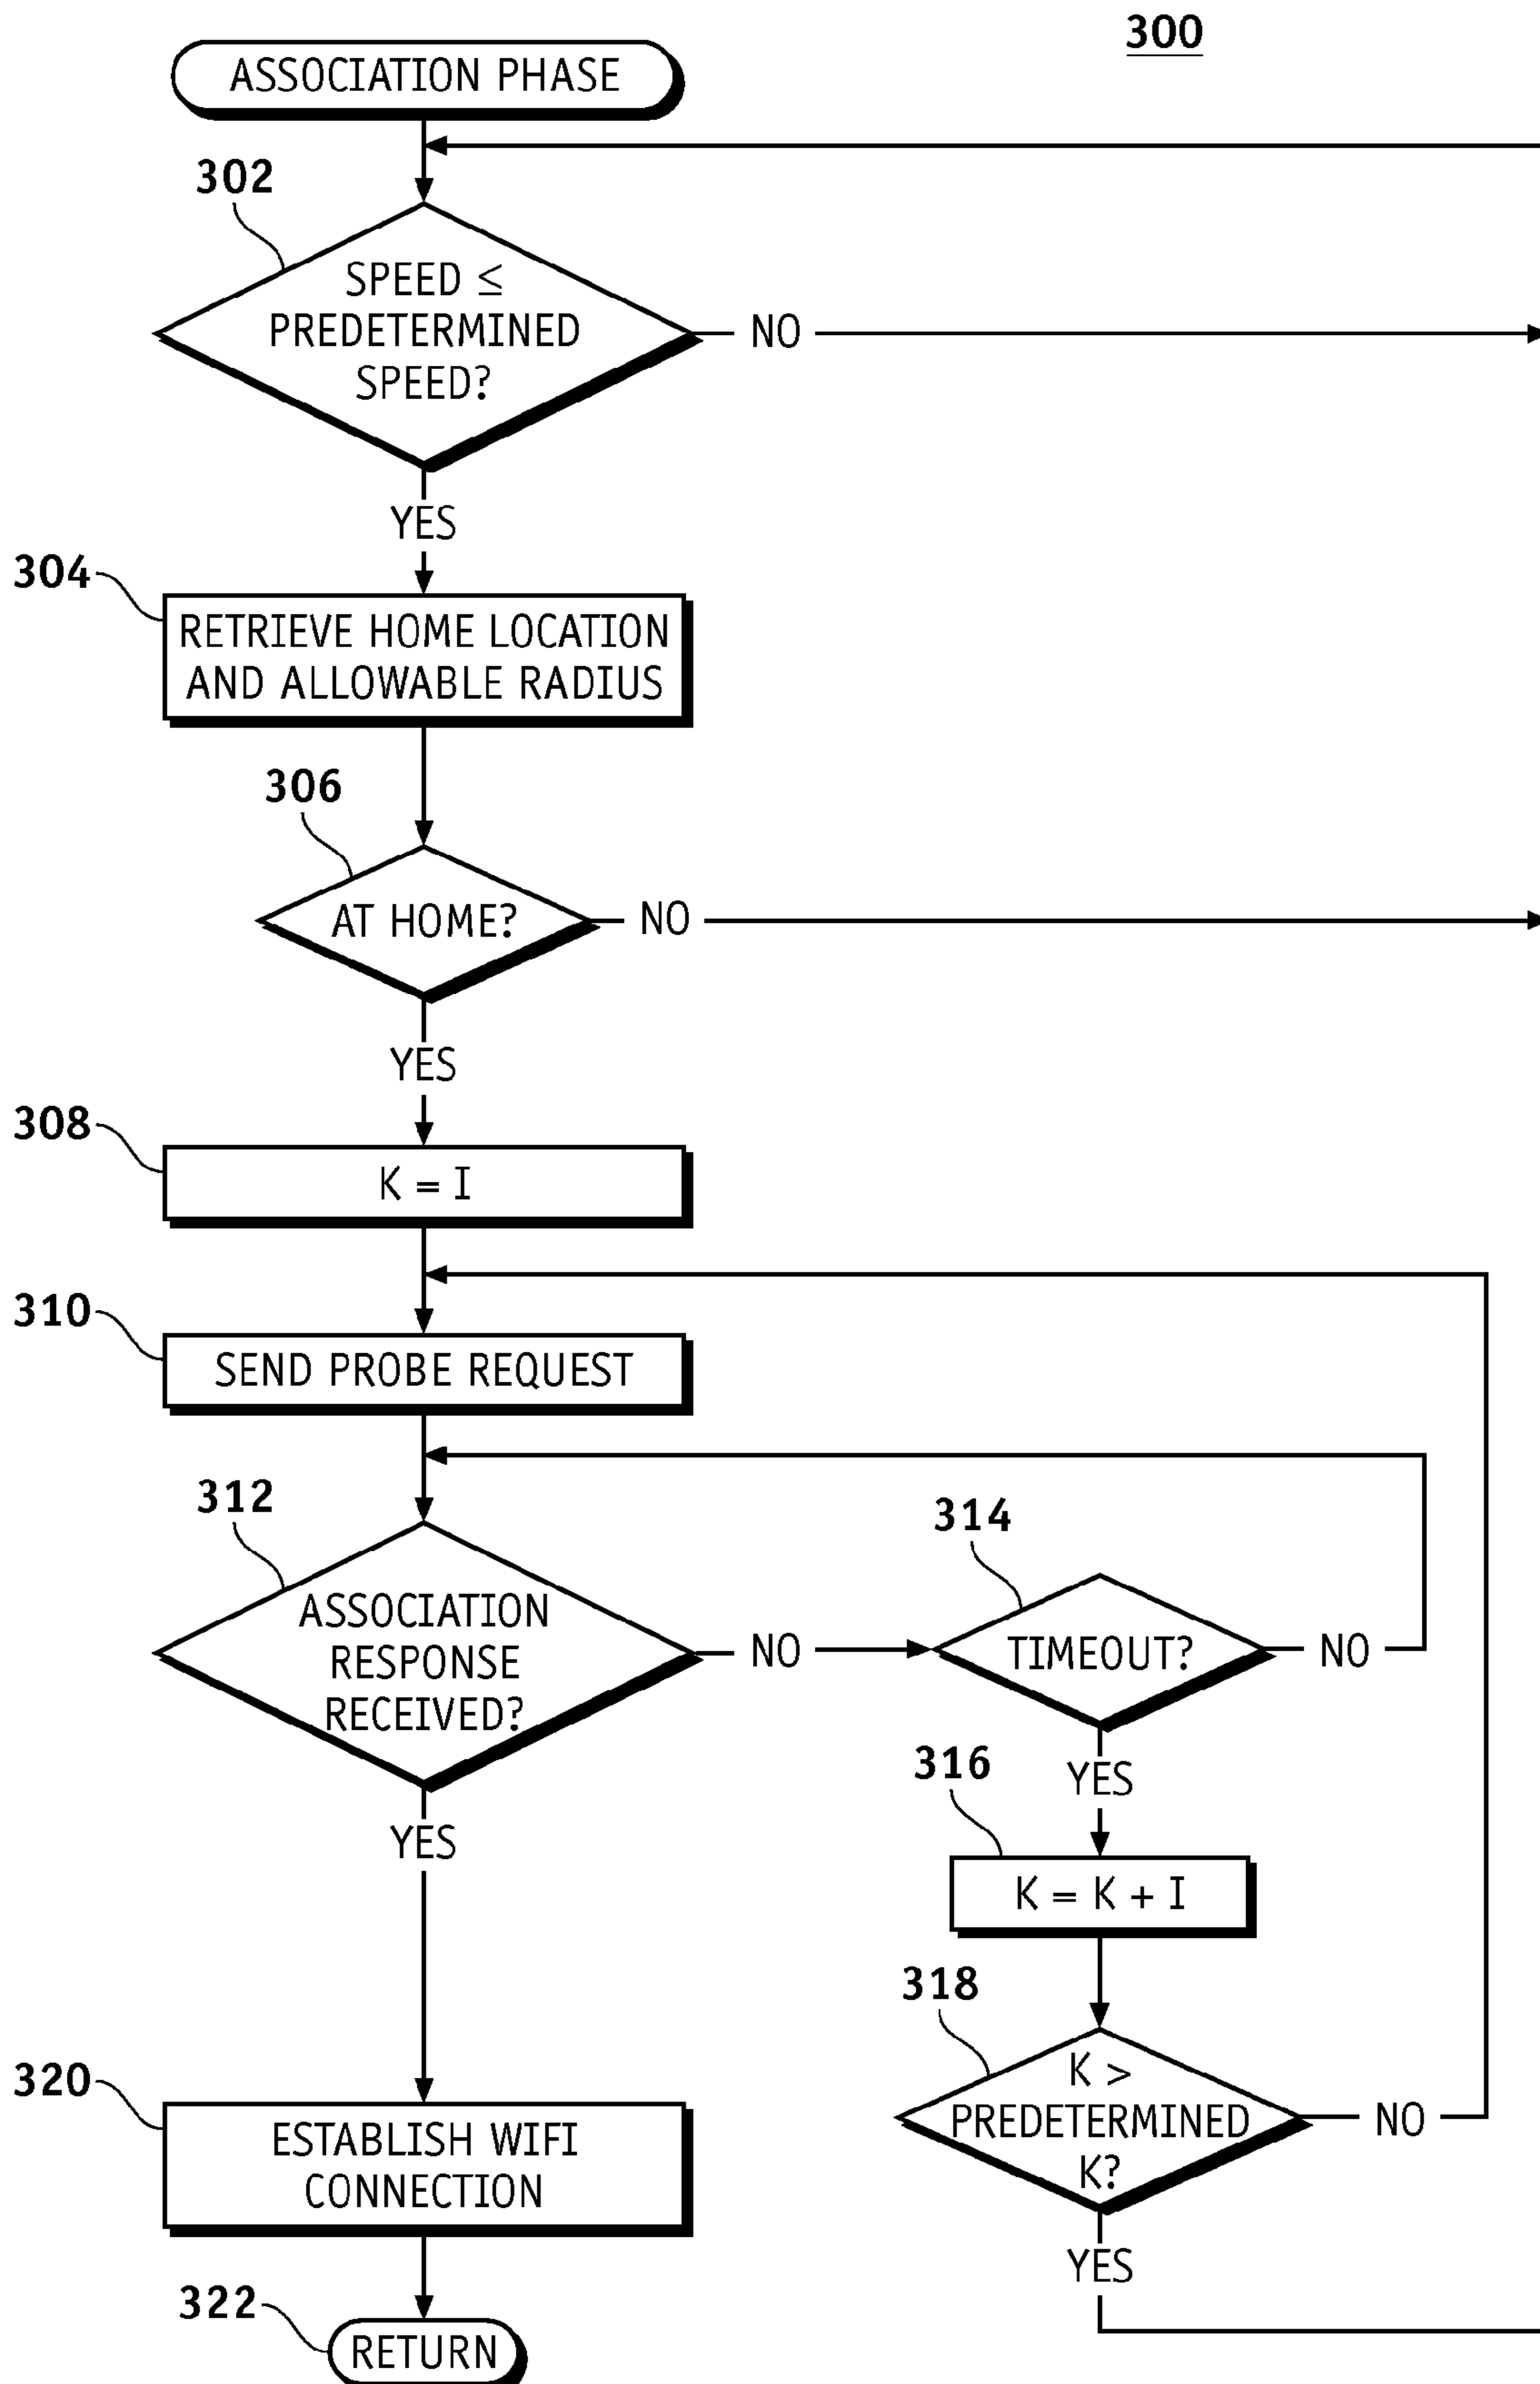 300
ASSOCIATION PHASE
302
SPEED ≤
PREDETERMINED
SPEED?
NO
YES
304
RETRIEVE HOME LOCATION
AND ALLOWABLE RADIUS
306
AT HOME?
NO
YES
308
K = I
310
SEND PROBE REQUEST
312
ASSOCIATION
RESPONSE
RECEIVED?
NO
314
TIMEOUT?
NO
YES
316
K = K + I
318
K >
PREDETERMINED
K?
NO
YES
YES
320
ESTABLISH WIFI
CONNECTION
322
RETURN